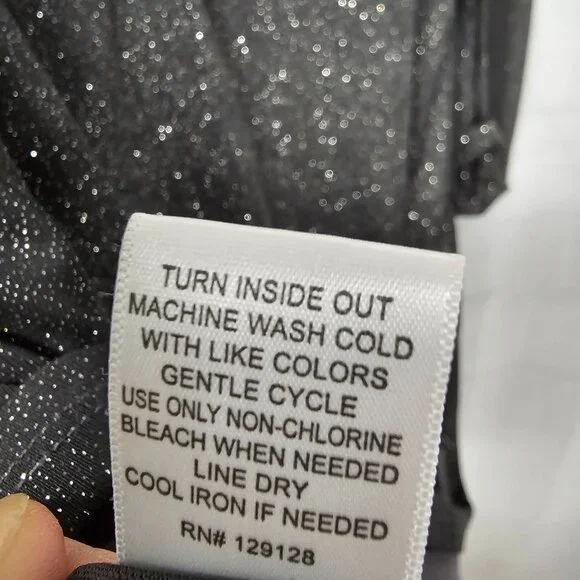 TURN INSIDE OUT
MACHINE WASH COLD
WITH LIKE COLORS
GENTLE CYCLE
USE ONLY NON-CHLORINE
BLEACH WHEN NEEDED
LINE DRY
COOL IRON IF NEEDED
RN# 129128